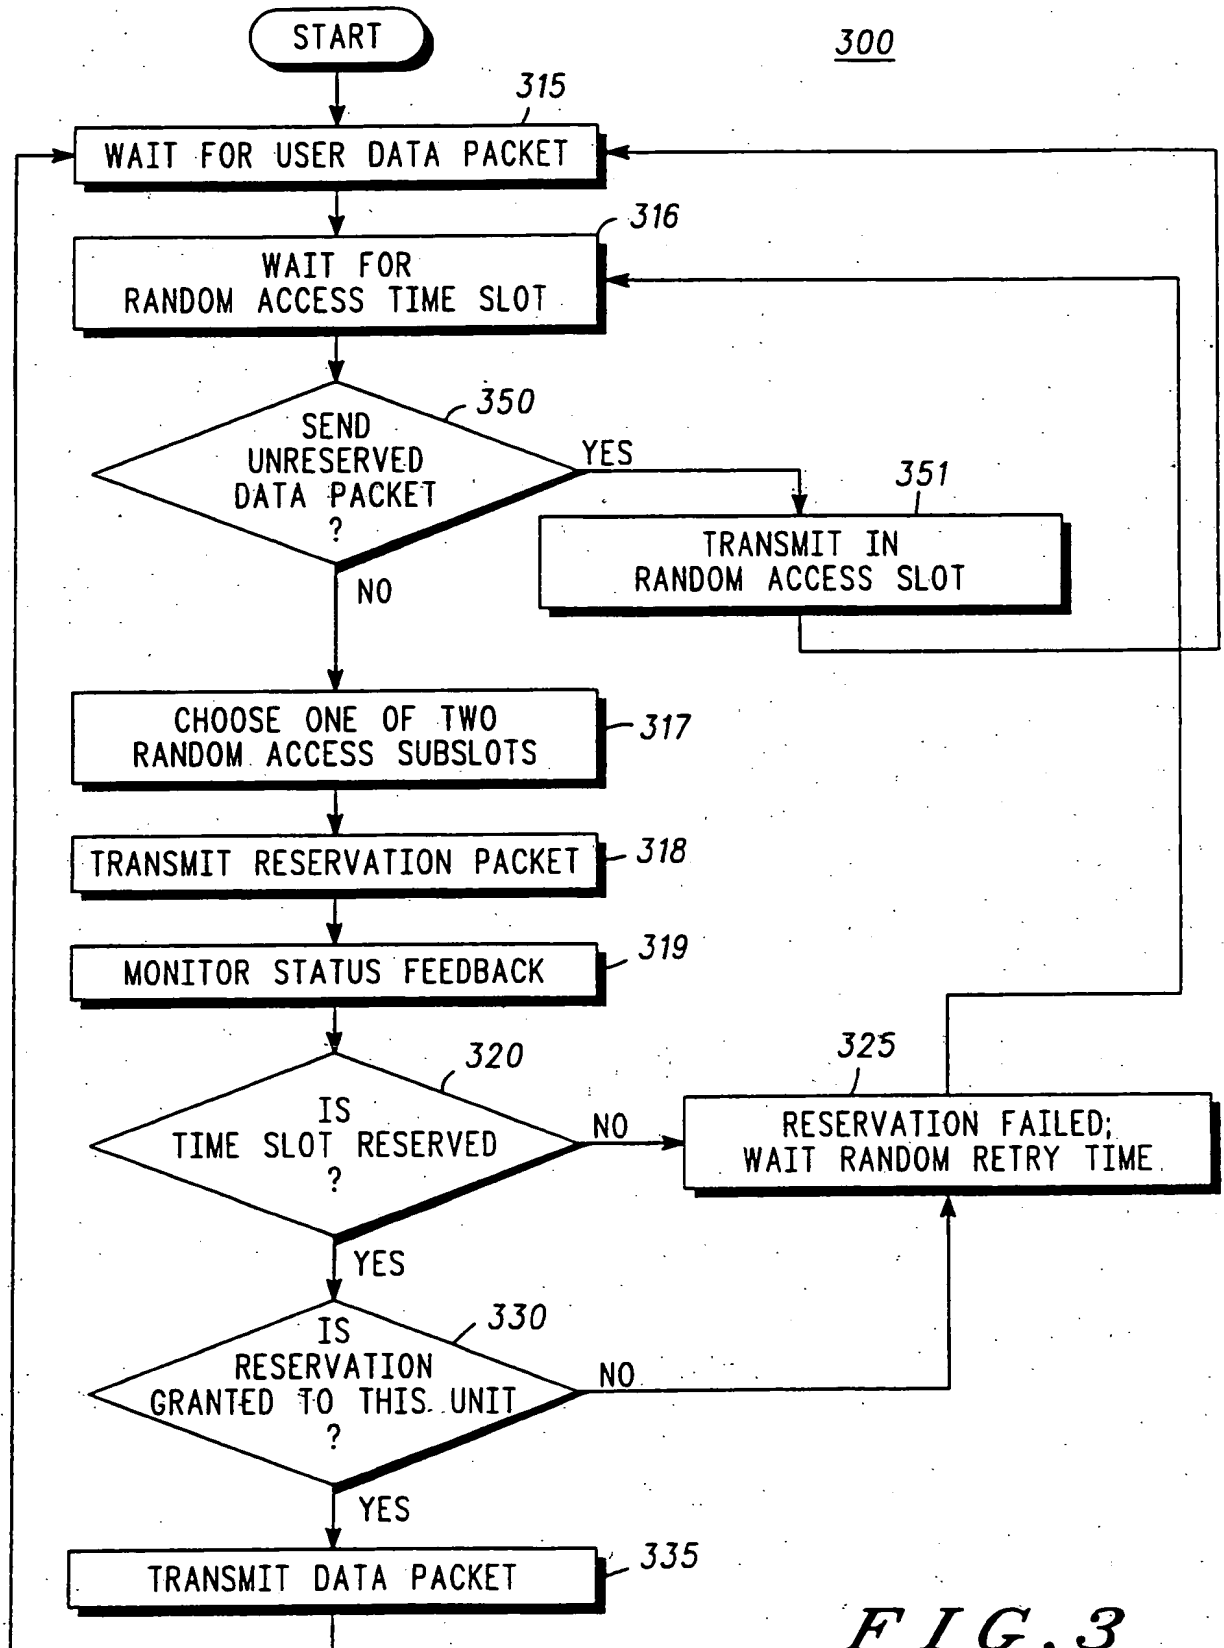 START
300
315
WAIT FOR USER DATA PACKET
316
WAIT FOR
RANDOM ACCESS TIME SLOT
350
SEND
UNRESERVED
DATA PACKET
?
YES
NO
351
TRANSMIT IN
RANDOM ACCESS SLOT
CHOOSE ONE OF TWO
RANDOM ACCESS SUBSLOTS
317
TRANSMIT RESERVATION PACKET
318
MONITOR STATUS FEEDBACK
319
320
IS
TIME SLOT RESERVED
?
NO
YES
325
RESERVATION FAILED;
WAIT RANDOM RETRY TIME
330
IS
RESERVATION
GRANTED TO THIS UNIT
?
NO
YES
TRANSMIT DATA PACKET
335
FIG.3